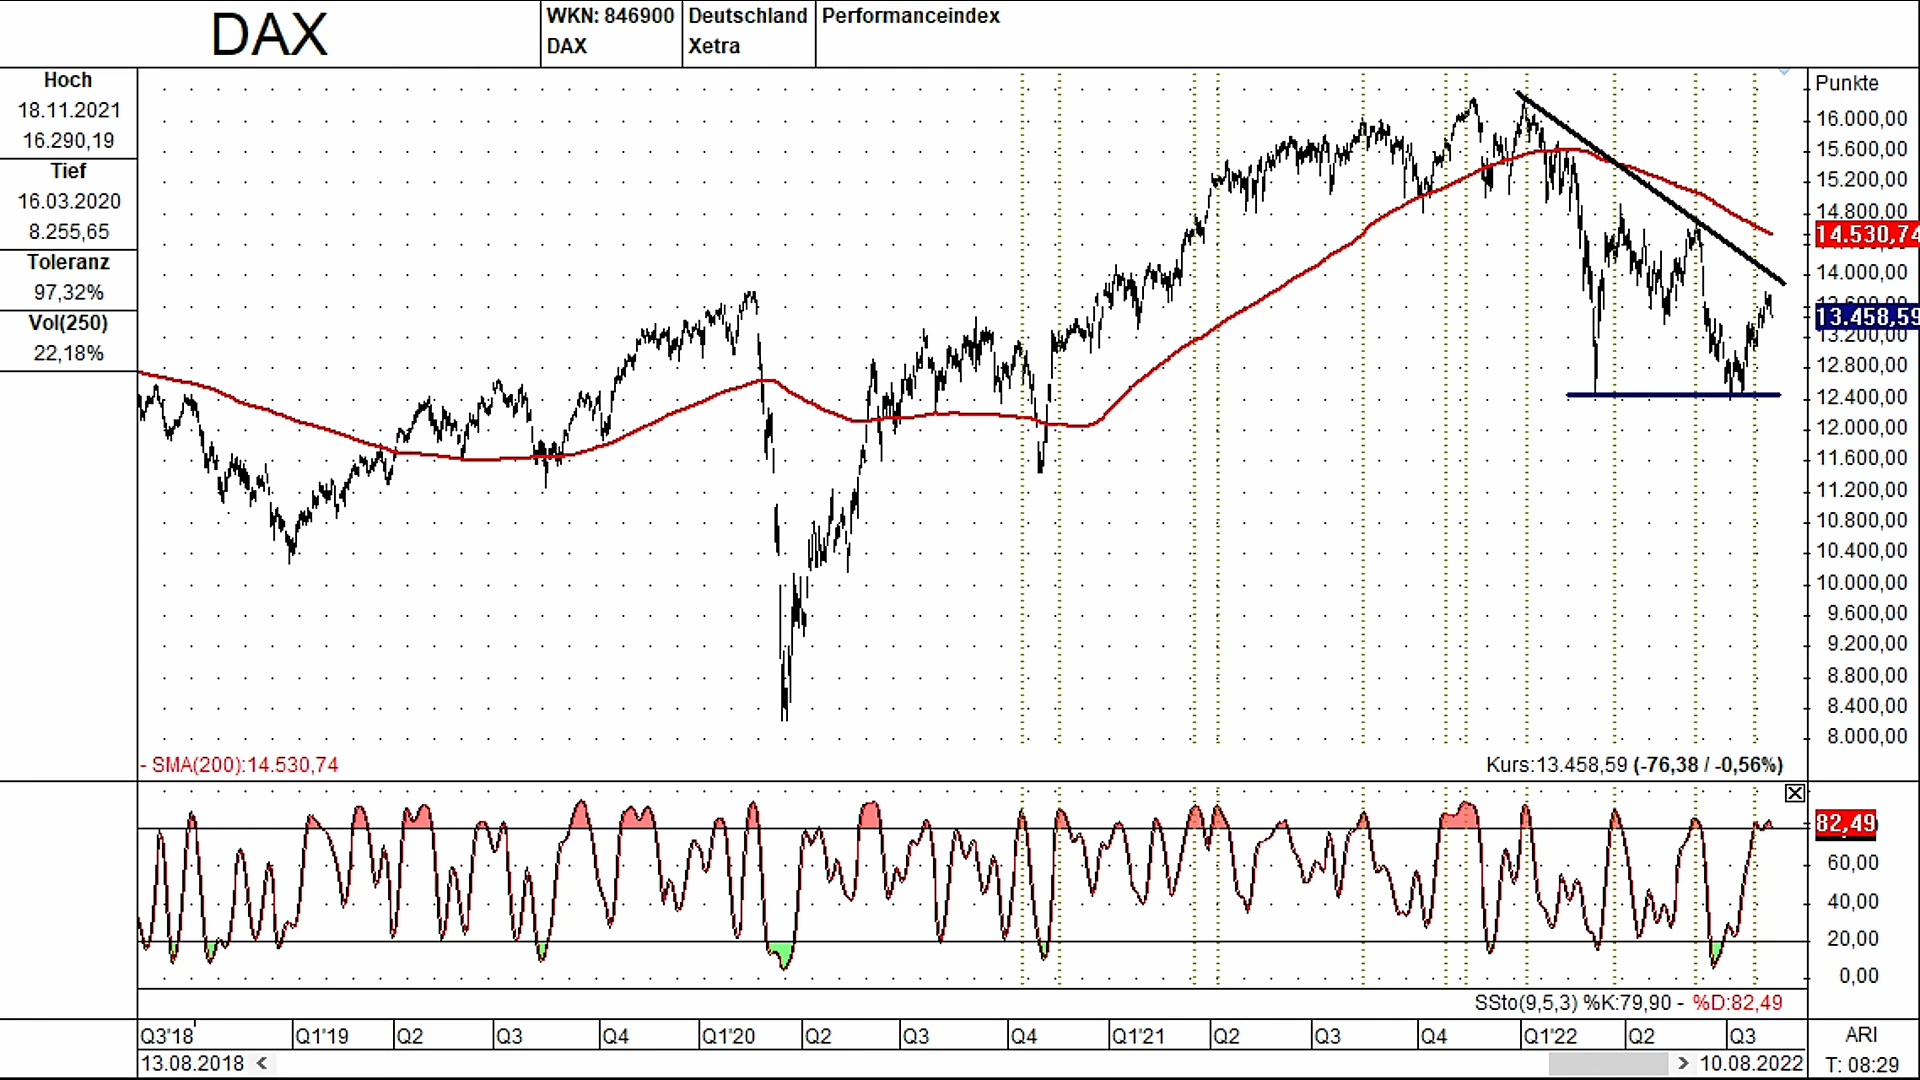 DAX
WKN: 846900
DAX
Deutschland
Xetra
Performanceindex
Hoch
18.11.2021
16.290,19
Tief
16.03.2020
8.255,65
Toleranz
97,32%
Vol(250)
22,18%
Punkte
16.000,00
15.600,00
15.200,00
14.800,00
14.530,74
14.000,00
13.600,00
13.458,59
13.200,00
12.800,00
12.400,00
12.000,00
11.600,00
11.200,00
10.800,00
10.400,00
10.000,00
9.600,00
9.200,00
8.800,00
8.400,00
8.000,00
- SMA(200):14.530,74
Kurs:13.458,59 (-76,38 / -0,56%)
82,49
60,00
40,00
20,00
0,00
SSto(9,5,3) %K:79,90 - %D:82,49
Q3'18 Q1'19 Q2 Q3 Q4 Q1'20 Q2 Q3 Q4 Q1'21 Q2 Q3 Q4 Q1'22 Q2 Q3
ARI
13.08.2018 < > 10.08.2022
T: 08:29